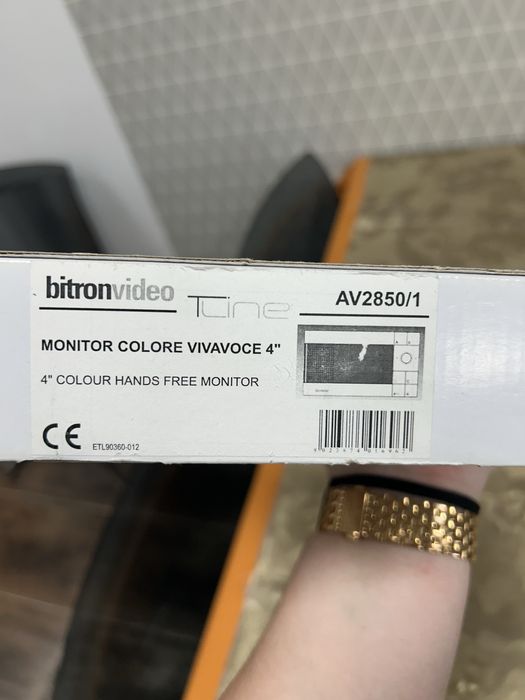 bitronvideo
TLine
AV2850/1
MONITOR COLORE VIVAVOCE 4"
4" COLOUR HANDS FREE MONITOR
CE
ETL90360-012